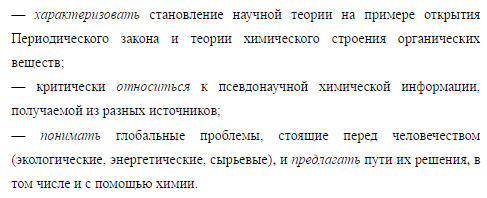 — характеризовать становление научной теории на примере открытия
Периодического закона и теории химического строения органических
веществ;
— критически относиться к псевдонаучной химической информации,
получаемой из разных источников;
— понимать глобальные проблемы, стоящие перед человечеством
(экологические, энергетические, сырьевые), и предлагать пути их решения, в
том числе и с помощью химии.